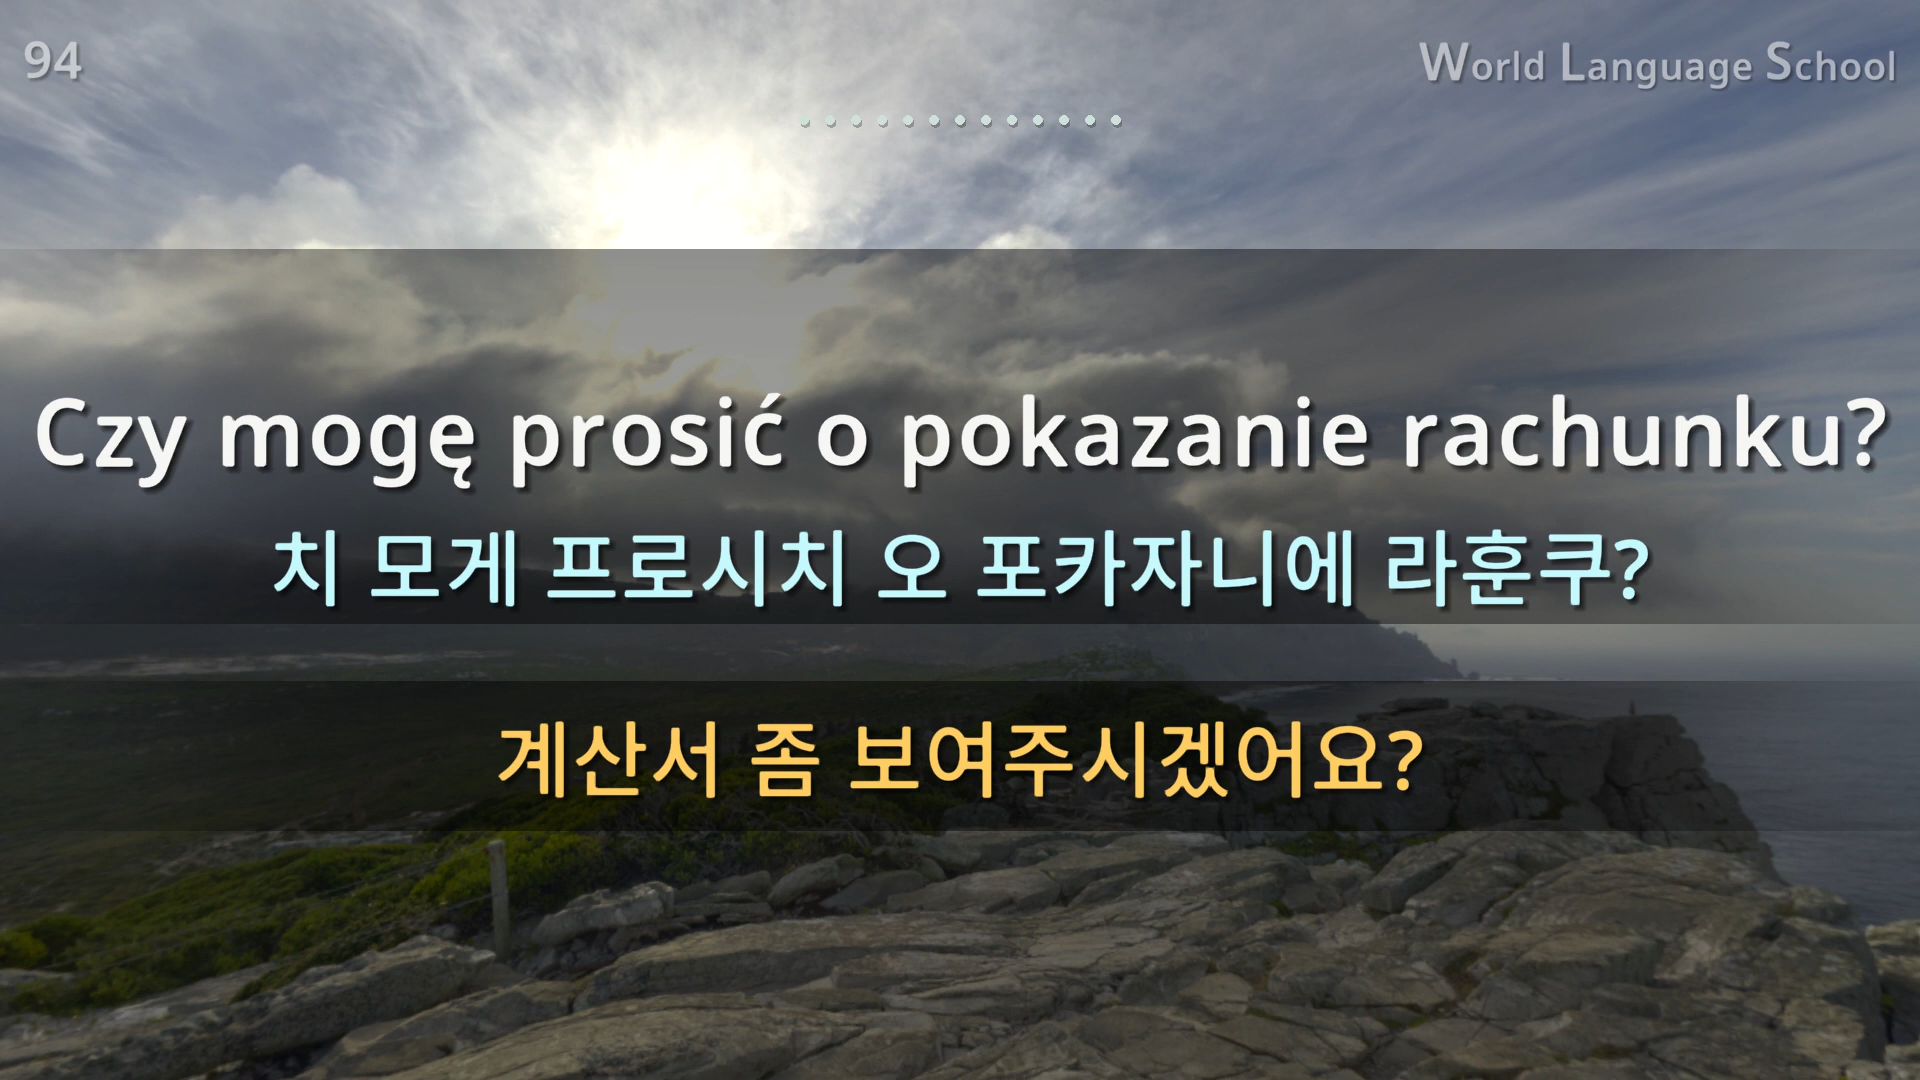 94
World Language School
Czy mogę prosić o pokazanie rachunku?
치 모게 프로시치 오 포카자니에 라훈쿠?
계산서 좀 보여주시겠어요?